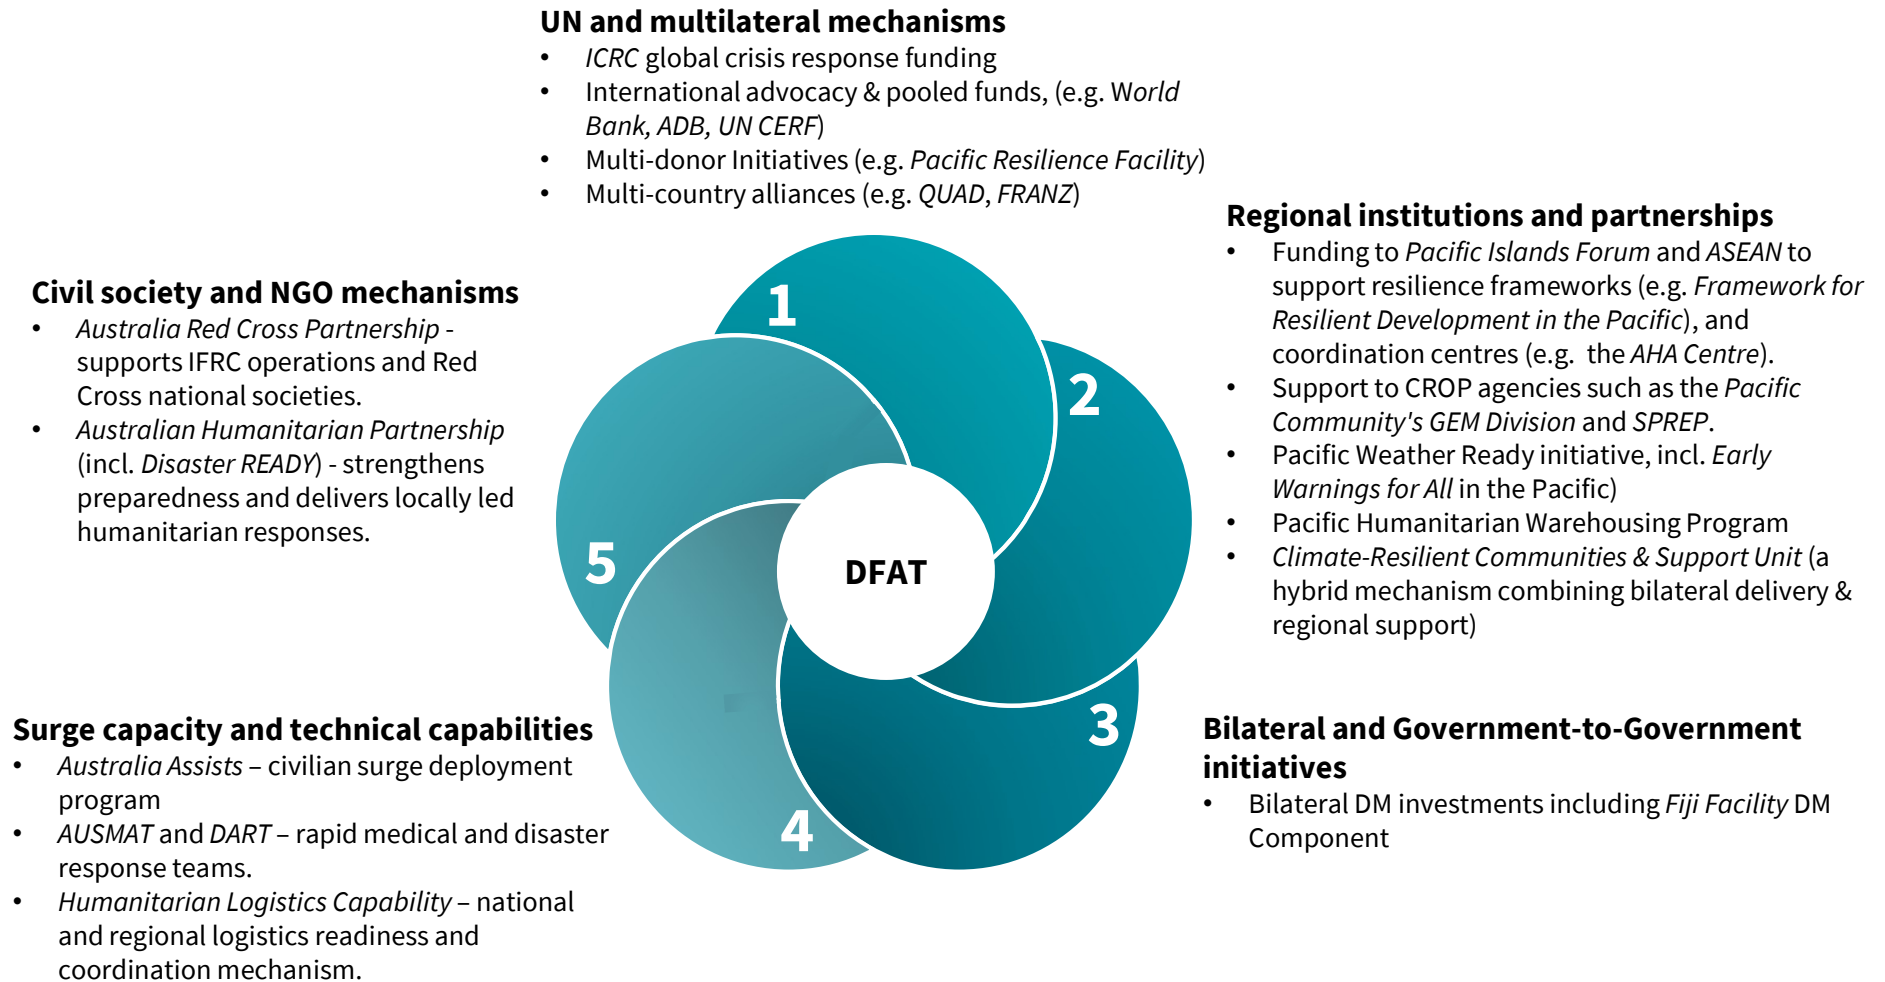 UN and multilateral mechanisms
• ICRC global crisis response funding
• International advocacy & pooled funds, (e.g. World
Bank, ADB, UN CERF)
• Multi-donor Initiatives (e.g. Pacific Resilience Facility)
• Multi-country alliances (e.g. QUAD, FRANZ)
Regional institutions and partnerships
• Funding to Pacific Islands Forum and ASEAN to
support resilience frameworks (e.g. Framework for
Resilient Development in the Pacific), and
coordination centres (e.g.  the AHA Centre).
• Support to CROP agencies such as the Pacific
Community's GEM Division and SPREP.
• Pacific Weather Ready initiative, incl. Early
Warnings for All in the Pacific)
• Pacific Humanitarian Warehousing Program
• Climate-Resilient Communities & Support Unit (a
hybrid mechanism combining bilateral delivery &
regional support)
Bilateral and Government-to-Government
initiatives
• Bilateral DM investments including Fiji Facility DM
Component
Surge capacity and technical capabilities
• Australia Assists – civilian surge deployment
program
• AUSMAT and DART – rapid medical and disaster
response teams.
• Humanitarian Logistics Capability – national
and regional logistics readiness and
coordination mechanism.
Civil society and NGO mechanisms
• Australia Red Cross Partnership -
supports IFRC operations and Red
Cross national societies.
• Australian Humanitarian Partnership
(incl. Disaster READY) - strengthens
preparedness and delivers locally led
humanitarian responses.
1
2
3
4
5
DFAT